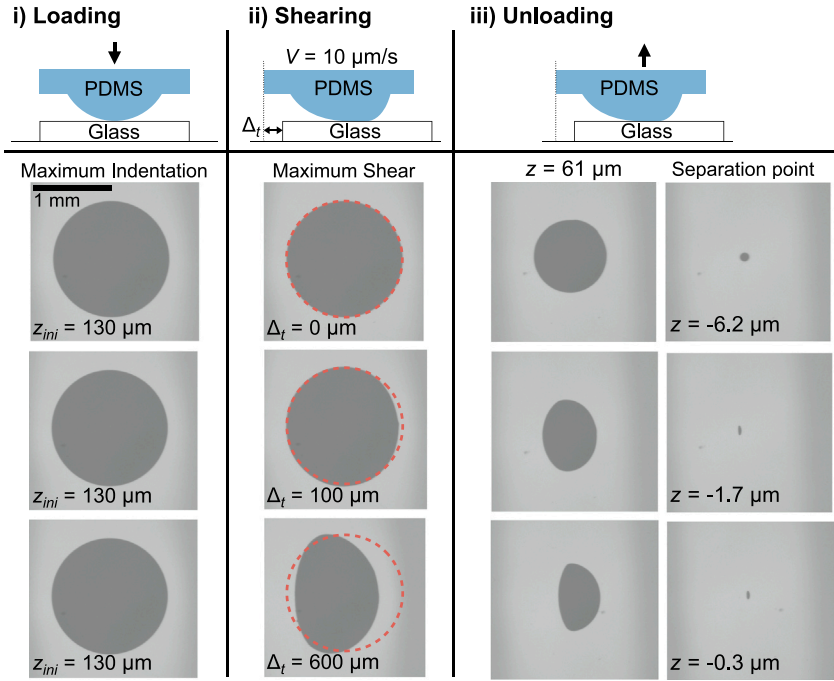 i) Loading
ii) Shearing
iii) Unloading
V = 10 µm/s
PDMS
PDMS
PDMS
Δt
Glass
Glass
Glass
Maximum Indentation
Maximum Shear
z = 61 µm
Separation point
1 mm
zini = 130 µm
Δt = 0 µm
z = -6.2 µm
zini = 130 µm
Δt = 100 µm
z = -1.7 µm
zini = 130 µm
Δt = 600 µm
z = -0.3 µm